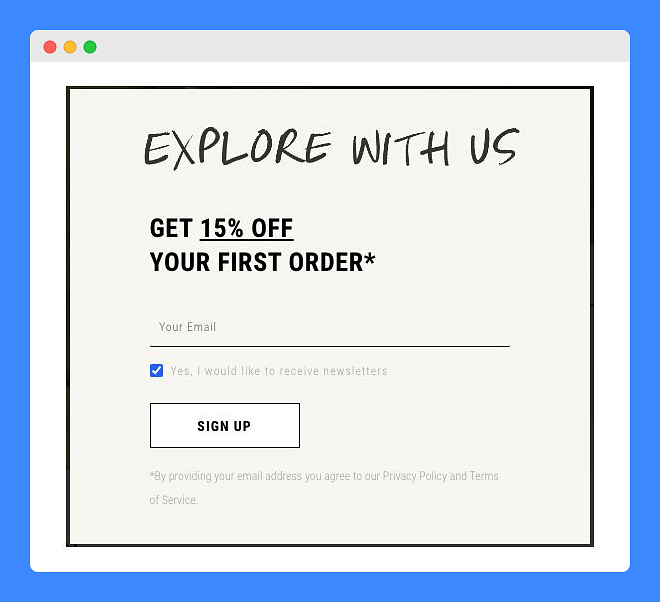 EXPLORE WITH US
GET 15% OFF
YOUR FIRST ORDER*
Your Email
Yes, I would like to receive newsletters
SIGN UP
*By providing your email address you agree to our Privacy Policy and Terms
of Service.